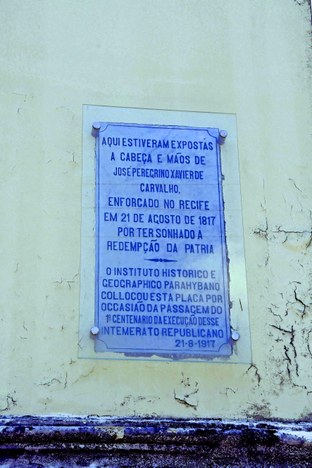 AQUI ESTIVERAM EXPOSTAS
A CABEÇA E MÃOS DE
JOSÉ PEREGRINO XAVIER DE
CARVALHO,
ENFORCADO NO RECIFE
EM 21 DE AGOSTO DE 1817
POR TER SONHADO A
REDEMPÇÃO DA PATRIA
O INSTITUTO HISTORICO E
GEOGRAPHICO PARAHYBANO
COLLOCOU ESTA PLACA POR
OCCASIÃO DA PASSAGEM DO
1º CENTENARIO DA EXECUÇÃO DESSE
INTEMERATO REPUBLICANO
21-8-1917